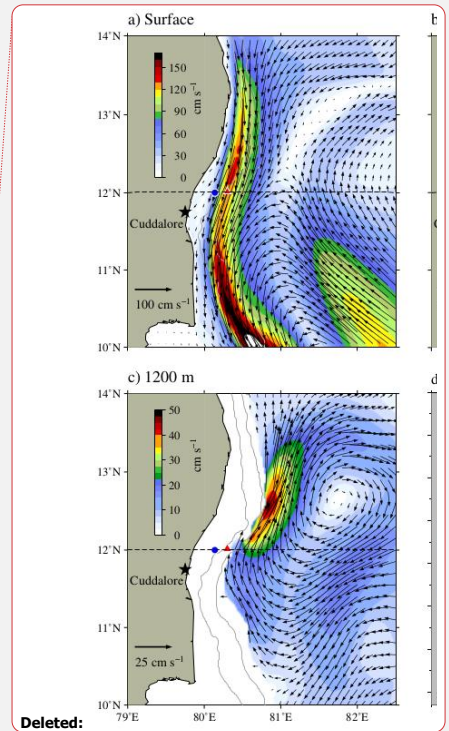 a) Surface
b
14°N
13°N
12°N
11°N
10°N
150
120
90
60
30
0
cm s⁻¹
Cuddalore
100 cm s⁻¹
c) 1200 m
d
14°N
13°N
12°N
11°N
10°N
50
40
30
20
10
0
cm s⁻¹
Cuddalore
25 cm s⁻¹
79°E 80°E 81°E 82°E
Deleted: